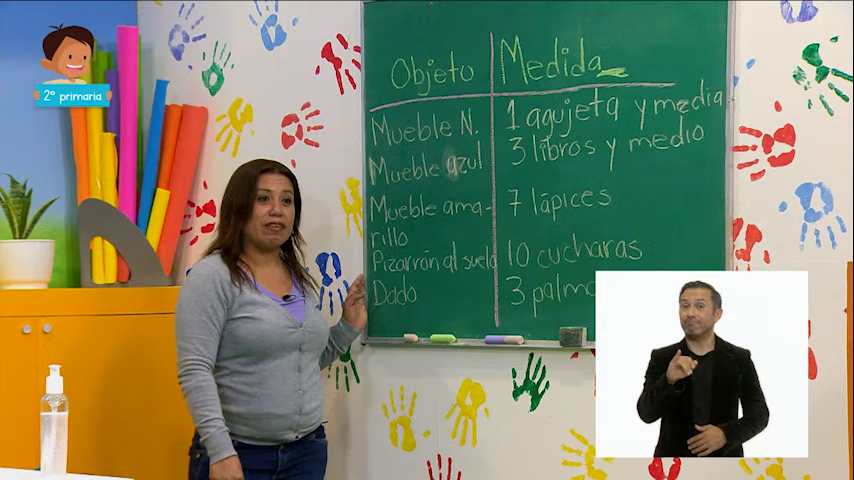 2° primaria
Objeto Medida
Mueble N. 1 agujeta y media
Mueble azul 3 libros y medio
Mueble ama- 7 lápices
rillo
Pizarrón al suelo 10 cucharas
Dado 3 palm